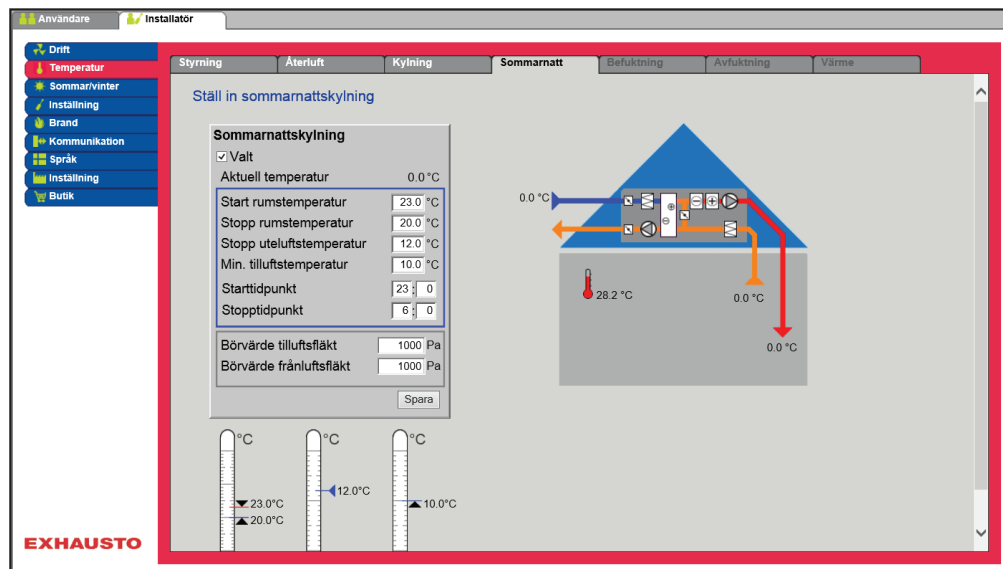 Användare Installatör
Drift
Temperatur
Sommar/vinter
Inställning
Brand
Kommunikation
Språk
Inställning
Butik
Styrning Återluft Kylning Sommarnatt Befuktning Avfuktning Värme
Ställ in sommarnattskylning
Sommarnattskylning
Valt
Aktuell temperatur 0.0 °C
Start rumstemperatur 23.0 °C
Stopp rumstemperatur 20.0 °C
Stopp uteluftstemperatur 12.0 °C
Min. tilluftstemperatur 10.0 °C
Starttidpunkt 23 : 0
Stopptidpunkt 6 : 0
Börvärde tilluftsfläkt 1000 Pa
Börvärde frånluftsfläkt 1000 Pa
Spara
0.0 °C
28.2 °C
0.0 °C
0.0 °C
°C °C °C
12.0°C
23.0°C 10.0°C
20.0°C
EXHAUSTO